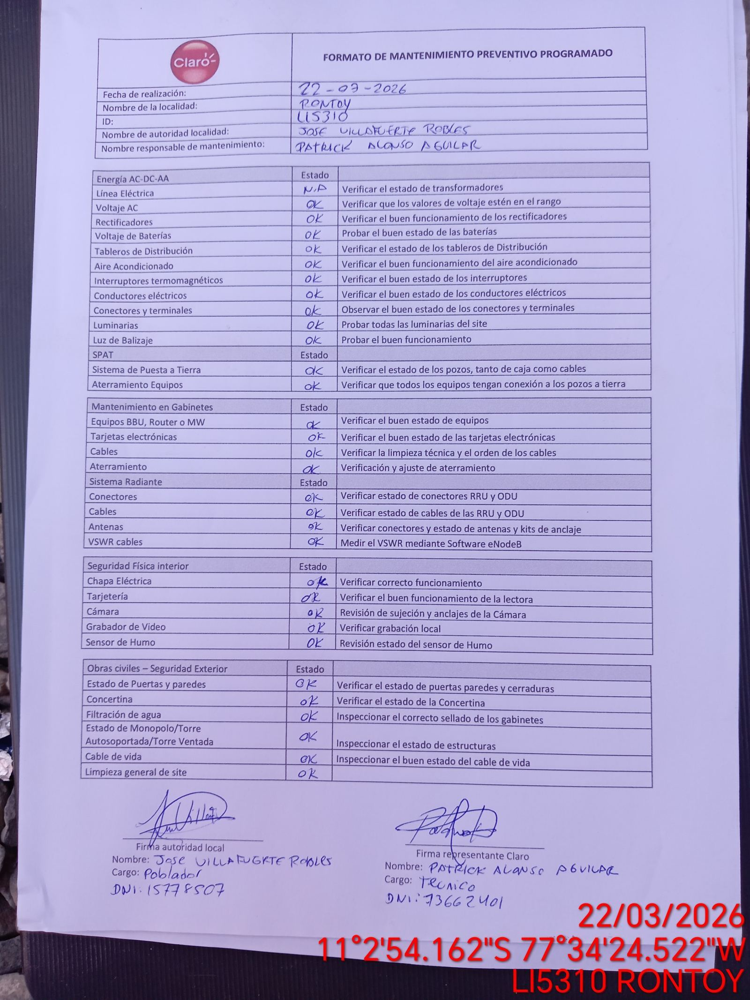 Claro
FORMATO DE MANTENIMIENTO PREVENTIVO PROGRAMADO
Fecha de realización: 22-03-2026
Nombre de la localidad: RONTOY
ID: LI5310
Nombre de autoridad localidad: JOSE VILLAFUERTE ROBLES
Nombre responsable de mantenimiento: PATRICK ALONSO AGUILAR
Energía AC-DC-AA Estado
Línea Eléctrica N.A Verificar el estado de transformadores
Voltaje AC OK Verificar que los valores de voltaje estén en el rango
Rectificadores OK Verificar el buen funcionamiento de los rectificadores
Voltaje de Baterías OK Probar el buen estado de las baterías
Tableros de Distribución OK Verificar el estado de los tableros de Distribución
Aire Acondicionado OK Verificar el buen funcionamiento del aire acondicionado
Interruptores termomagnéticos OK Verificar el buen estado de los interruptores
Conductores eléctricos OK Verificar el buen estado de los conductores eléctricos
Conectores y terminales OK Observar el buen estado de los conectores y terminales
Luminarias OK Probar todas las luminarias del site
Luz de Balizaje OK Probar el buen funcionamiento
SPAT Estado
Sistema de Puesta a Tierra OK Verificar el estado de los pozos, tanto de caja como cables
Aterramiento Equipos OK Verificar que todos los equipos tengan conexión a los pozos a tierra
Mantenimiento en Gabinetes Estado
Equipos BBU, Router o MW OK Verificar el buen estado de equipos
Tarjetas electrónicas OK Verificar el buen estado de las tarjetas electrónicas
Cables OK Verificar la limpieza técnica y el orden de los cables
Aterramiento OK Verificación y ajuste de aterramiento
Sistema Radiante Estado
Conectores OK Verificar estado de conectores RRU y ODU
Cables OK Verificar estado de cables de las RRU y ODU
Antenas OK Verificar conectores y estado de antenas y kits de anclaje
VSWR cables OK Medir el VSWR mediante Software eNodeB
Seguridad Física interior Estado
Chapa Eléctrica OK Verificar correcto funcionamiento
Tarjetería OK Verificar el buen funcionamiento de la lectora
Cámara OK Revisión de sujeción y anclajes de la Cámara
Grabador de Video OK Verificar grabación local
Sensor de Humo OK Revisión estado del sensor de Humo
Obras civiles – Seguridad Exterior Estado
Estado de Puertas y paredes OK Verificar el estado de puertas paredes y cerraduras
Concertina OK Verificar el estado de la Concertina
Filtración de agua OK Inspeccionar el correcto sellado de los gabinetes
Estado de Monopolo/Torre
Autosoportada/Torre Ventada OK Inspeccionar el estado de estructuras
Cable de vida OK Inspeccionar el buen estado del cable de vida
Limpieza general de site OK
Firma autoridad local
Nombre: Jose VILLAFUERTE Robles
Cargo: Poblador
DNI: 15778507
Firma representante Claro
Nombre: PATRICK ALONSO AGUILAR
Cargo: Tecnico
DNI: 73662401
22/03/2026
11°2'54.162"S 77°34'24.522"W
LI5310 RONTOY